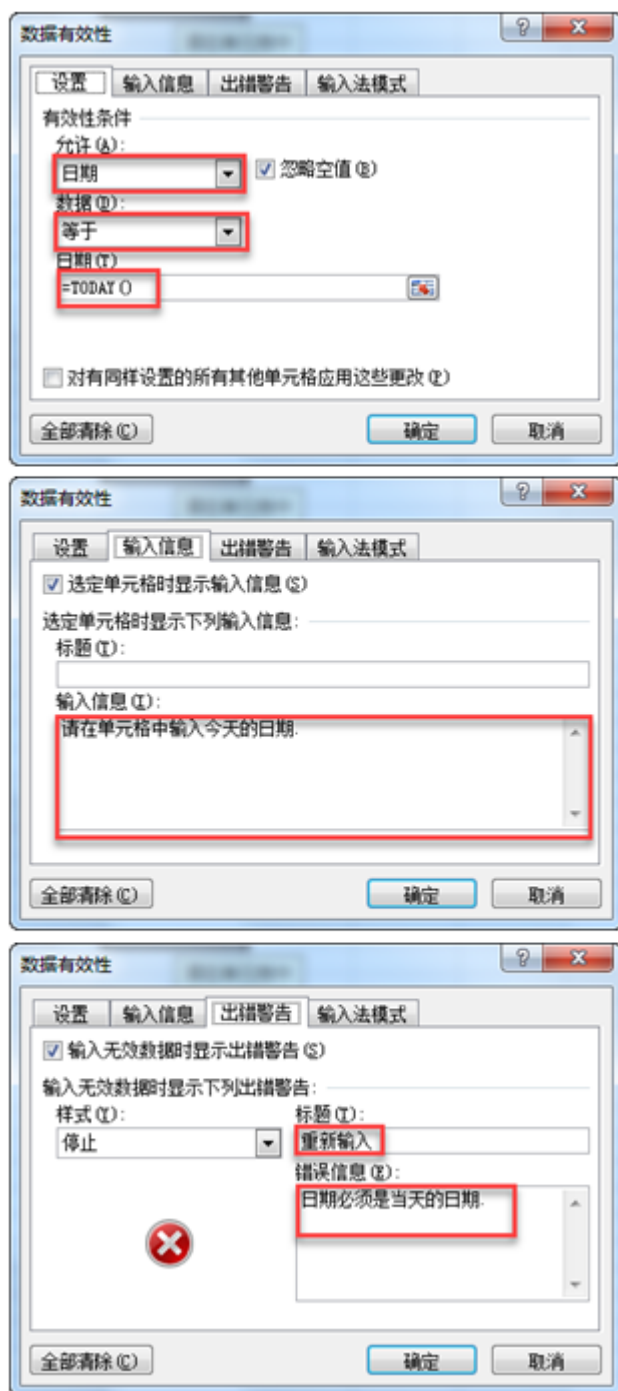 数据有效性
设置 输入信息 出错警告 输入法模式
有效性条件
允许(A):
日期 忽略空值(B)
数据(D):
等于
日期(T)
=TODAY()
对有同样设置的所有其他单元格应用这些更改(P)
全部清除(C) 确定 取消
数据有效性
设置 输入信息 出错警告 输入法模式
选定单元格时显示输入信息(S)
选定单元格时显示下列输入信息:
标题(T):
输入信息(I):
请在单元格中输入今天的日期.
全部清除(C) 确定 取消
数据有效性
设置 输入信息 出错警告 输入法模式
输入无效数据时显示出错警告(S)
输入无效数据时显示下列出错警告:
样式(Y): 标题(T):
停止 重新输入
错误信息(E):
日期必须是当天的日期.
全部清除(C) 确定 取消